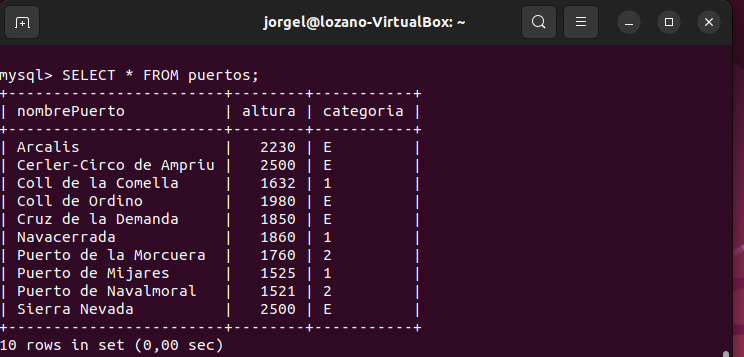 jorgel@lozano-VirtualBox: ~
mysql> SELECT * FROM puertos;
+------------------------+--------+-----------+
| nombrePuerto           | altura | categoria |
+------------------------+--------+-----------+
| Arcalis                |   2230 | E         |
| Cerler-Circo de Ampriu |   2500 | E         |
| Coll de la Comella     |   1632 | 1         |
| Coll de Ordino         |   1980 | E         |
| Cruz de la Demanda     |   1850 | E         |
| Navacerrada            |   1860 | 1         |
| Puerto de la Morcuera  |   1760 | 2         |
| Puerto de Mijares      |   1525 | 1         |
| Puerto de Navalmoral   |   1521 | 2         |
| Sierra Nevada          |   2500 | E         |
+------------------------+--------+-----------+
10 rows in set (0,00 sec)